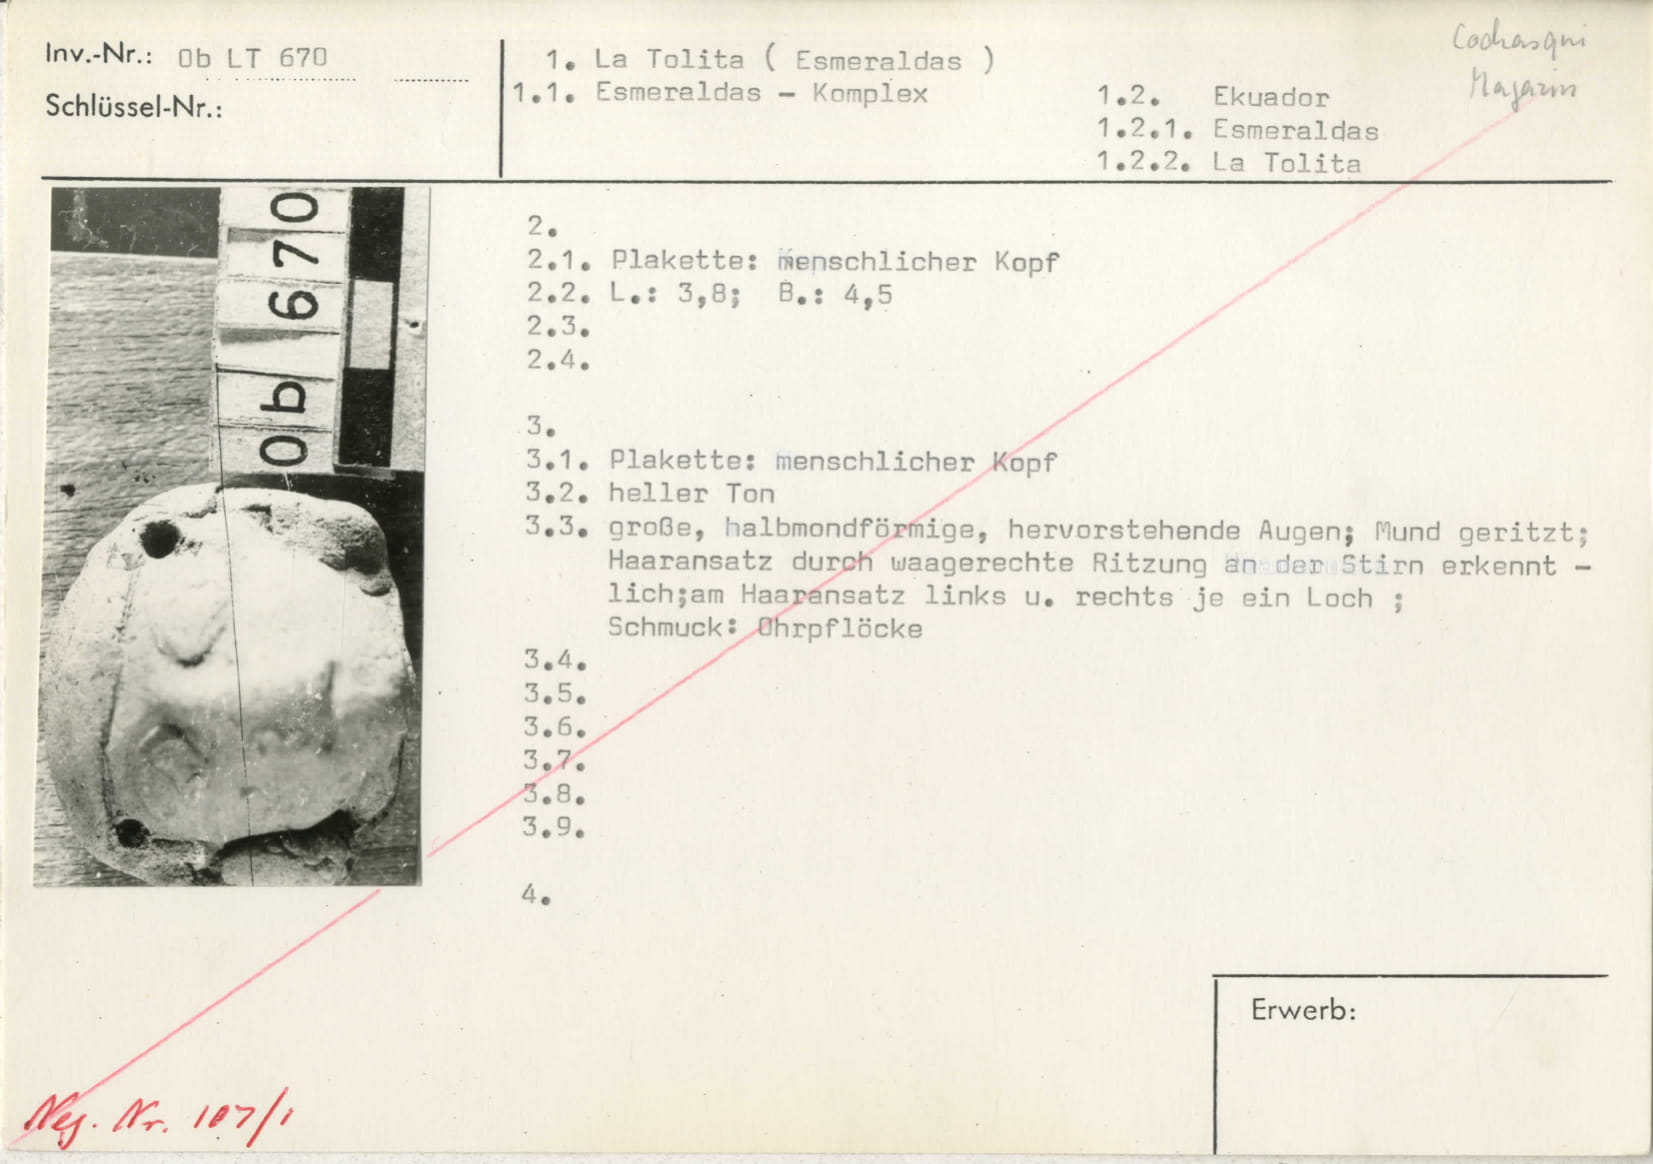 Inv.-Nr.: Ob LT 670
Schlüssel-Nr.:
1. La Tolita ( Esmeraldas )
1.1. Esmeraldas - Komplex
1.2. Ekuador
1.2.1. Esmeraldas
1.2.2. La Tolita
Cochasqui
Magazin
Ob 670
2.
2.1. Plakette: menschlicher Kopf
2.2. L.: 3,8; B.: 4,5
2.3.
2.4.
3.
3.1. Plakette: menschlicher Kopf
3.2. heller Ton
3.3. große, halbmondförmige, hervorstehende Augen; Mund geritzt;
Haaransatz durch waagerechte Ritzung an der Stirn erkennt -
lich;am Haaransatz links u. rechts je ein Loch ;
Schmuck: Ohrpflöcke
3.4.
3.5.
3.6.
3.7.
3.8.
3.9.
4.
Erwerb:
Neg. Nr. 107/1